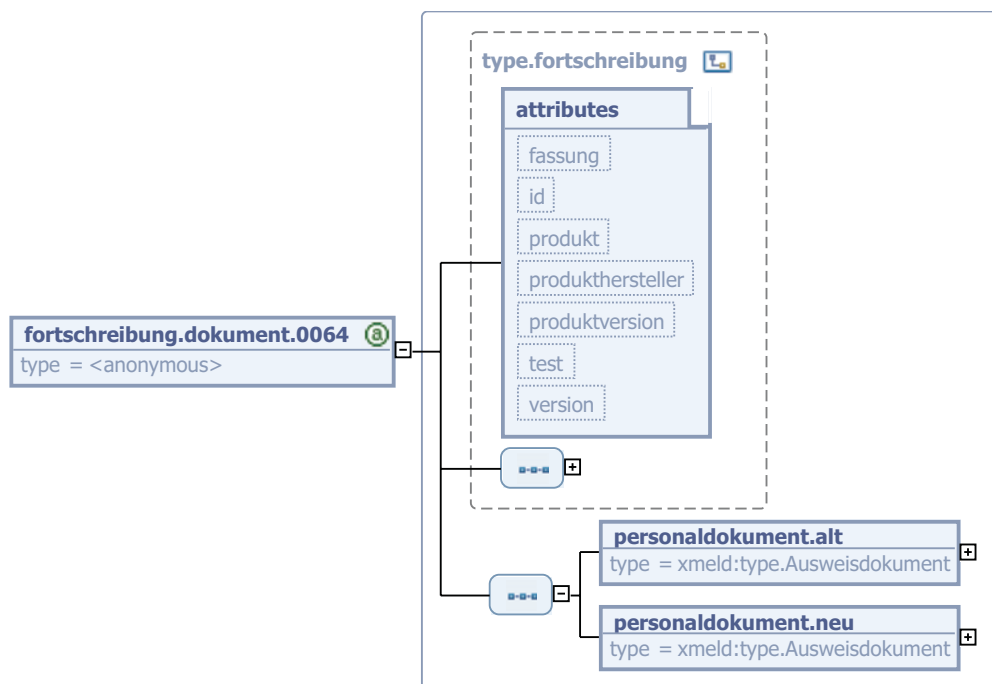 type.fortschreibung
attributes
fassung
id
produkt
produkthersteller
produktversion
test
version
fortschreibung.dokument.0064 a
type = <anonymous>
personaldokument.alt
type = xmeld:type.Ausweisdokument
personaldokument.neu
type = xmeld:type.Ausweisdokument